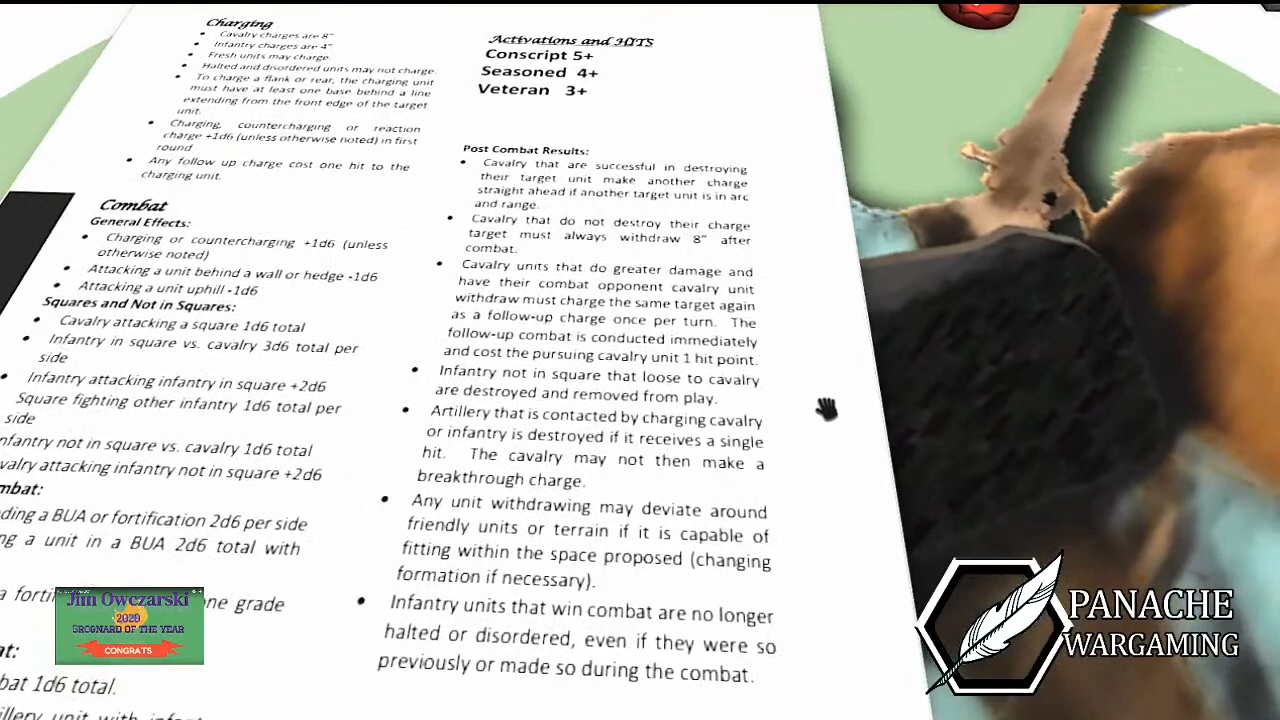 Charging
• Cavalry charges are 8"
• Infantry charges are 4"
• Fresh units may charge.
• Halted and disordered units may not charge.
• To charge a flank or rear, the charging unit
must have at least one base behind a line
extending from the front edge of the target
unit.
• Charging, countercharging or reaction
charge +1d6 (unless otherwise noted) in first
round
• Any follow up charge cost one hit to the
charging unit.
Combat
General Effects:
• Charging or countercharging +1d6 (unless
otherwise noted)
• Attacking a unit behind a wall or hedge -1d6
• Attacking a unit uphill -1d6
Squares and Not in Squares:
• Cavalry attacking a square 1d6 total
• Infantry in square vs. cavalry 3d6 total per
side
• Infantry attacking infantry in square +2d6
Square fighting other infantry 1d6 total per
side
nfantry not in square vs. cavalry 1d6 total
valry attacking infantry not in square +2d6
mbat:
ding a BUA or fortification 2d6 per side
ng a unit in a BUA 2d6 total with
a forti one grade
at:
bat 1d6 total.
illery unit with
Activations and HITS
Conscript 5+
Seasoned 4+
Veteran 3+
Post Combat Results:
• Cavalry that are successful in destroying
their target unit make another charge
straight ahead if another target unit is in arc
and range.
• Cavalry that do not destroy their charge
target must always withdraw 8" after
combat.
• Cavalry units that do greater damage and
have their combat opponent cavalry unit
withdraw must charge the same target again
as a follow-up charge once per turn. The
follow-up combat is conducted immediately
and cost the pursuing cavalry unit 1 hit point.
• Infantry not in square that loose to cavalry
are destroyed and removed from play.
• Artillery that is contacted by charging cavalry
or infantry is destroyed if it receives a single
hit. The cavalry may not then make a
breakthrough charge.
• Any unit withdrawing may deviate around
friendly units or terrain if it is capable of
fitting within the space proposed (changing
formation if necessary).
• Infantry units that win combat are no longer
halted or disordered, even if they were so
previously or made so during the combat.
Jim Owczarski
2020
GROGNARD OF THE YEAR
CONGRATS
PANACHE
WARGAMING